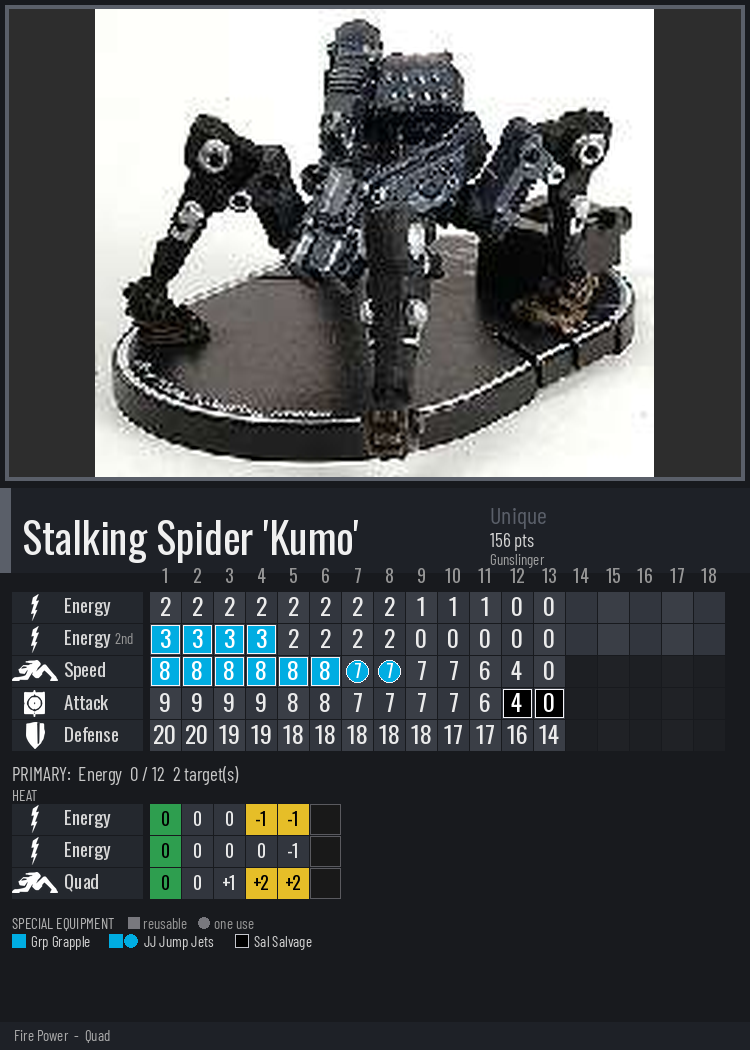 Stalking Spider 'Kumo'
Unique
156 pts
Gunslinger
1 2 3 4 5 6 7 8 9 10 11 12 13 14 15 16 17 18
Energy 2 2 2 2 2 2 2 2 1 1 1 0 0
Energy 2nd 3 3 3 3 2 2 2 2 0 0 0 0 0
Speed 8 8 8 8 8 8 7 7 7 7 6 4 0
Attack 9 9 9 9 8 8 7 7 7 7 6 4 0
Defense 20 20 19 19 18 18 18 18 18 17 17 16 14
PRIMARY: Energy 0 / 12 2 target(s)
HEAT
Energy 0 0 0 -1 -1
Energy 0 0 0 0 -1
Quad 0 0 +1 +2 +2
SPECIAL EQUIPMENT reusable one use
Grp Grapple JJ Jump Jets Sal Salvage
Fire Power - Quad